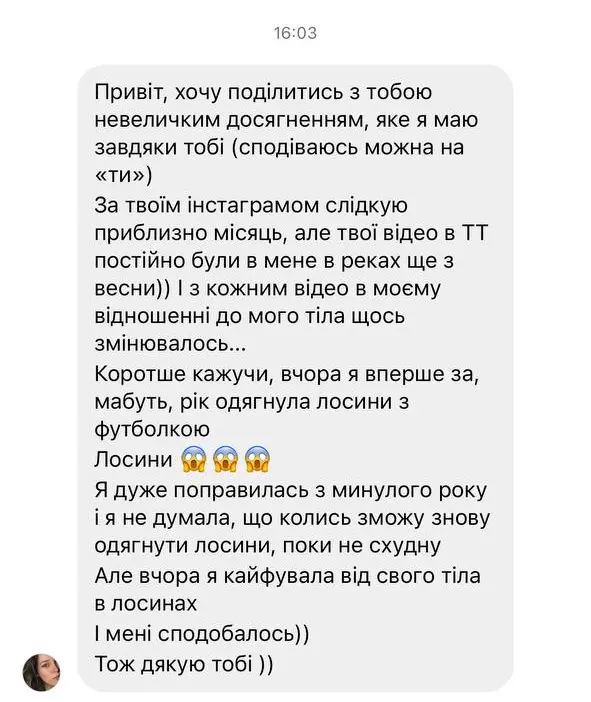 16:03
Привіт, хочу поділитись з тобою
невеличким досягненням, яке я маю
завдяки тобі (сподіваюсь можна на
«ти»)
За твоїм інстаграмом слідкую
приблизно місяць, але твої відео в ТТ
постійно були в мене в реках ще з
весни)) І з кожним відео в моєму
відношенні до мого тіла щось
змінювалось...
Коротше кажучи, вчора я вперше за,
мабуть, рік одягнула лосини з
футболкою
Лосини 😱 😱 😱
Я дуже поправилась з минулого року
і я не думала, що колись зможу знову
одягнути лосини, поки не схудну
Але вчора я кайфувала від свого тіла
в лосинах
І мені сподобалось))
Тож дякую тобі ))